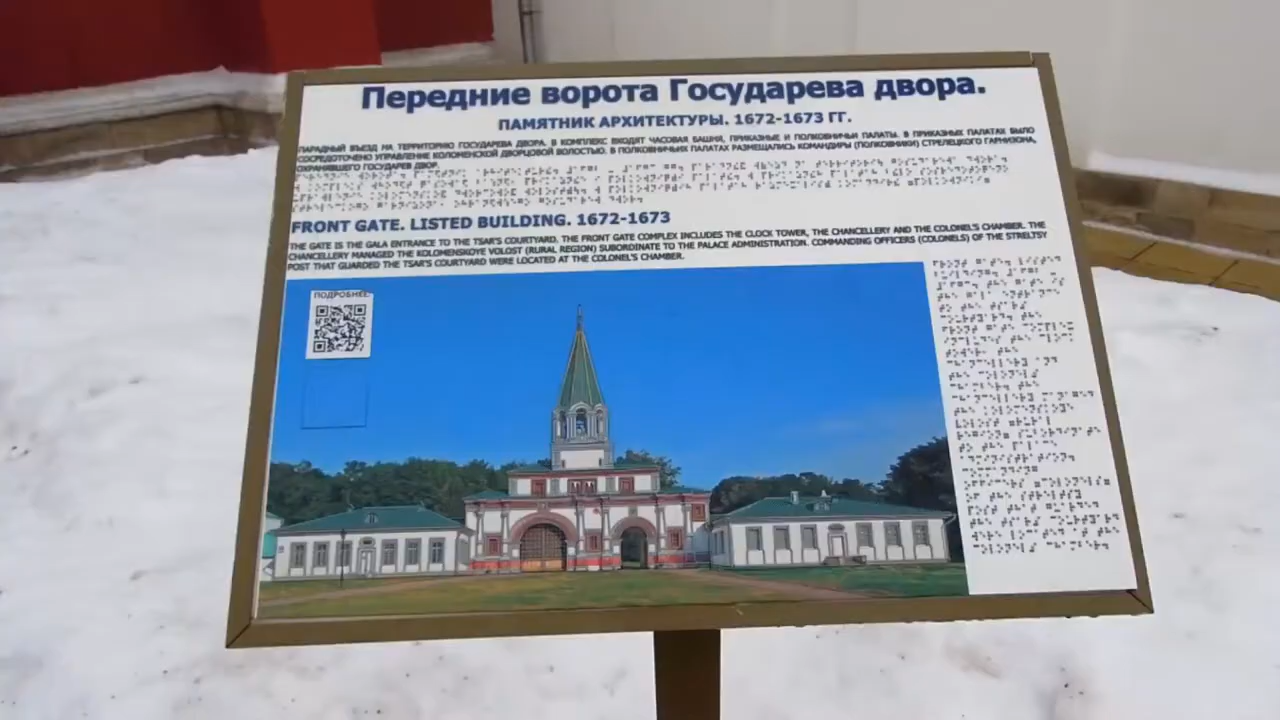 Передние ворота Государева двора.
ПАМЯТНИК АРХИТЕКТУРЫ. 1672-1673 ГГ.
ПАРАДНЫЙ ВЪЕЗД НА ТЕРРИТОРИЮ ГОСУДАРЕВА ДВОРА. В КОМПЛЕКС ВХОДЯТ ЧАСОВАЯ БАШНЯ, ПРИКАЗНЫЕ И ПОЛКОВНИЧЬИ ПАЛАТЫ. В ПРИКАЗНЫХ ПАЛАТАХ БЫЛО
СОСРЕДОТОЧЕНО УПРАВЛЕНИЕ КОЛОМЕНСКОЙ ДВОРЦОВОЙ ВОЛОСТЬЮ. В ПОЛКОВНИЧЬИХ ПАЛАТАХ РАЗМЕЩАЛИСЬ КОМАНДИРЫ (ПОЛКОВНИКИ) СТРЕЛЕЦКОГО ГАРНИЗОНА,
ОХРАНЯВШЕГО ГОСУДАРЕВ ДВОР.
FRONT GATE. LISTED BUILDING. 1672-1673
THE GATE IS THE GALA ENTRANCE TO THE TSAR'S COURTYARD. THE FRONT GATE COMPLEX INCLUDES THE CLOCK TOWER, THE CHANCELLERY AND THE COLONEL'S CHAMBER. THE
CHANCELLERY MANAGED THE KOLOMENSKOYE VOLOST (RURAL REGION) SUBORDINATE TO THE PALACE ADMINISTRATION. COMMANDING OFFICERS (COLONELS) OF THE STRELTSY
POST THAT GUARDED THE TSAR'S COURTYARD WERE LOCATED AT THE COLONEL'S CHAMBER.
ПОДРОБНЕЕ: